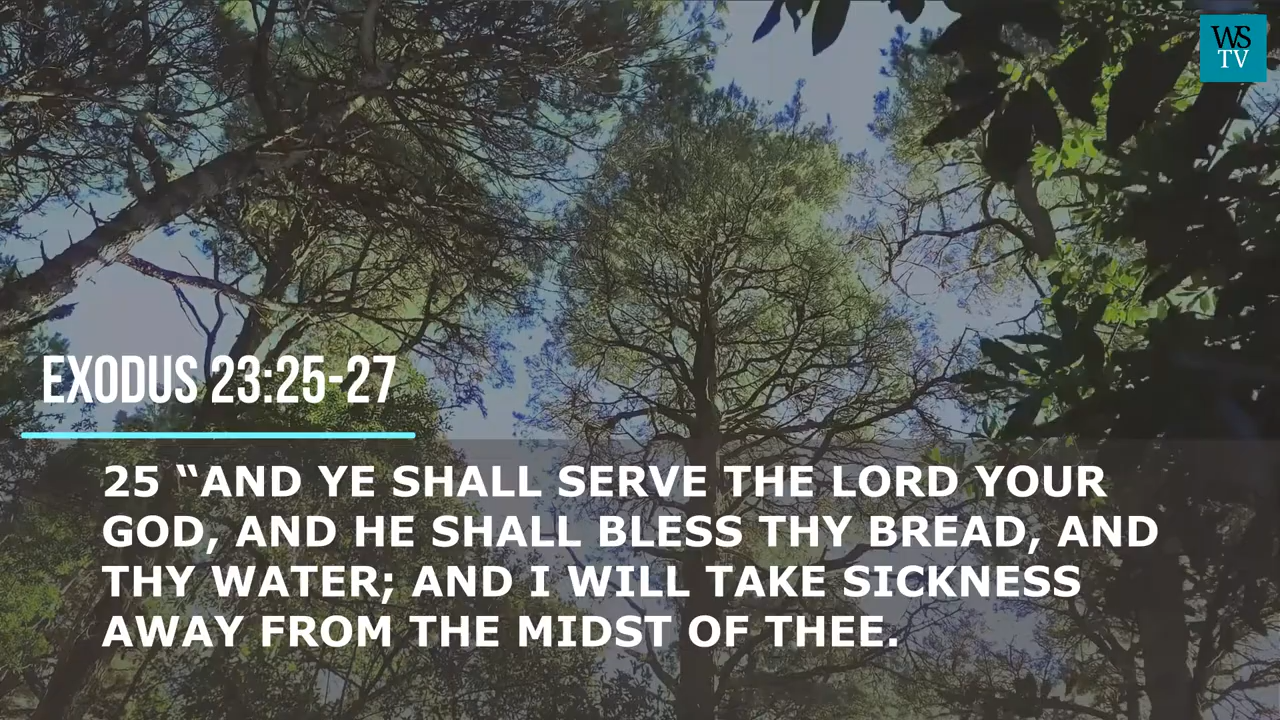 WS
TV
EXODUS 23:25-27
25 “AND YE SHALL SERVE THE LORD YOUR
GOD, AND HE SHALL BLESS THY BREAD, AND
THY WATER; AND I WILL TAKE SICKNESS
AWAY FROM THE MIDST OF THEE.